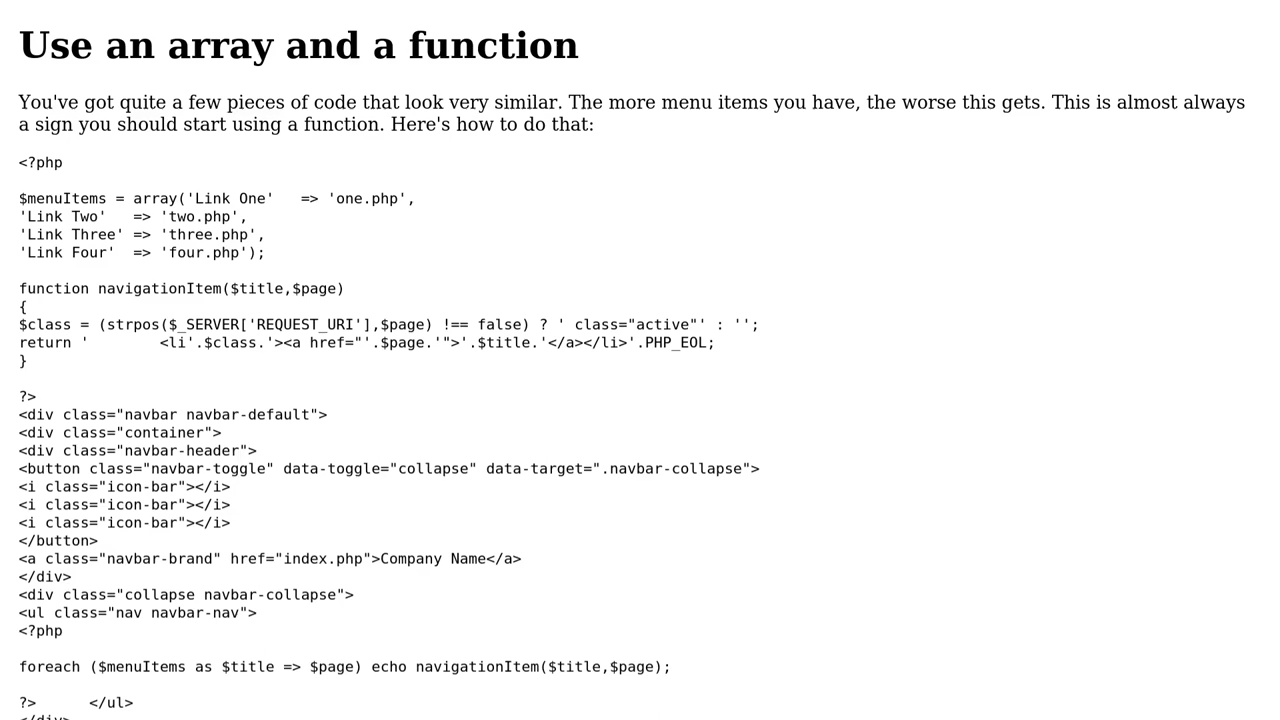 Use an array and a function
You've got quite a few pieces of code that look very similar. The more menu items you have, the worse this gets. This is almost always
a sign you should start using a function. Here's how to do that:
<?php
$menuItems = array('Link One'   => 'one.php',
'Link Two'   => 'two.php',
'Link Three' => 'three.php',
'Link Four'  => 'four.php');
function navigationItem($title,$page)
{
$class = (strpos($_SERVER['REQUEST_URI'],$page) !== false) ? ' class="active"' : '';
return '        <li'.$class.'><a href="'.$page.'">'.$title.'</a></li>'.PHP_EOL;
}
?>
<div class="navbar navbar-default">
<div class="container">
<div class="navbar-header">
<button class="navbar-toggle" data-toggle="collapse" data-target=".navbar-collapse">
<i class="icon-bar"></i>
<i class="icon-bar"></i>
<i class="icon-bar"></i>
</button>
<a class="navbar-brand" href="index.php">Company Name</a>
</div>
<div class="collapse navbar-collapse">
<ul class="nav navbar-nav">
<?php
foreach ($menuItems as $title => $page) echo navigationItem($title,$page);
?>      </ul>
</div>